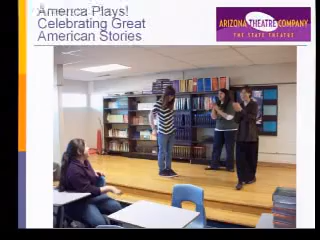 America Plays!
Celebrating Great
American Stories
ARIZONA THEATRE COMPANY
THE STATE THEATRE